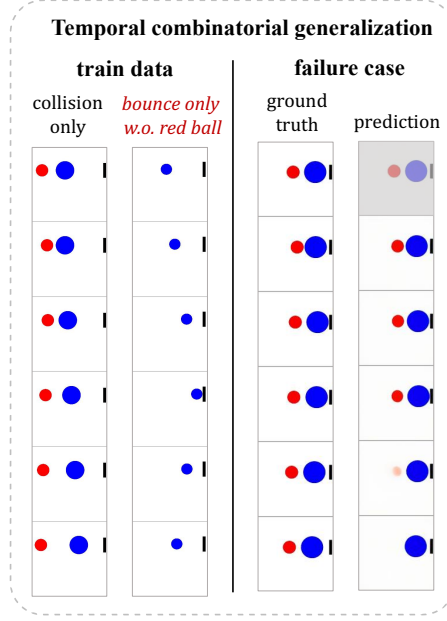 Temporal combinatorial generalization
train data
failure case
collision
only
bounce only
w.o. red ball
ground
truth
prediction